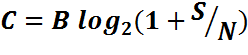 C = B log₂(1 + S/N)